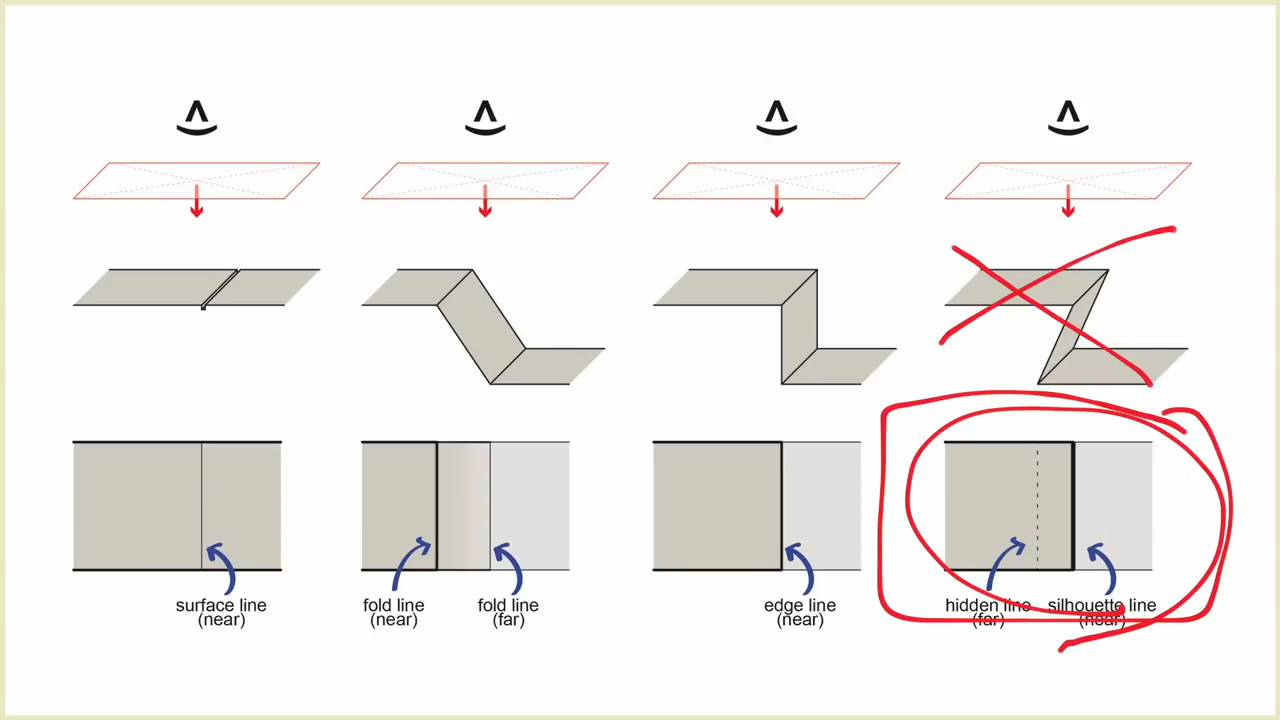 surface line
(near)
fold line
(near)
fold line
(far)
edge line
(near)
hidden line
(far)
silhouette line
(near)